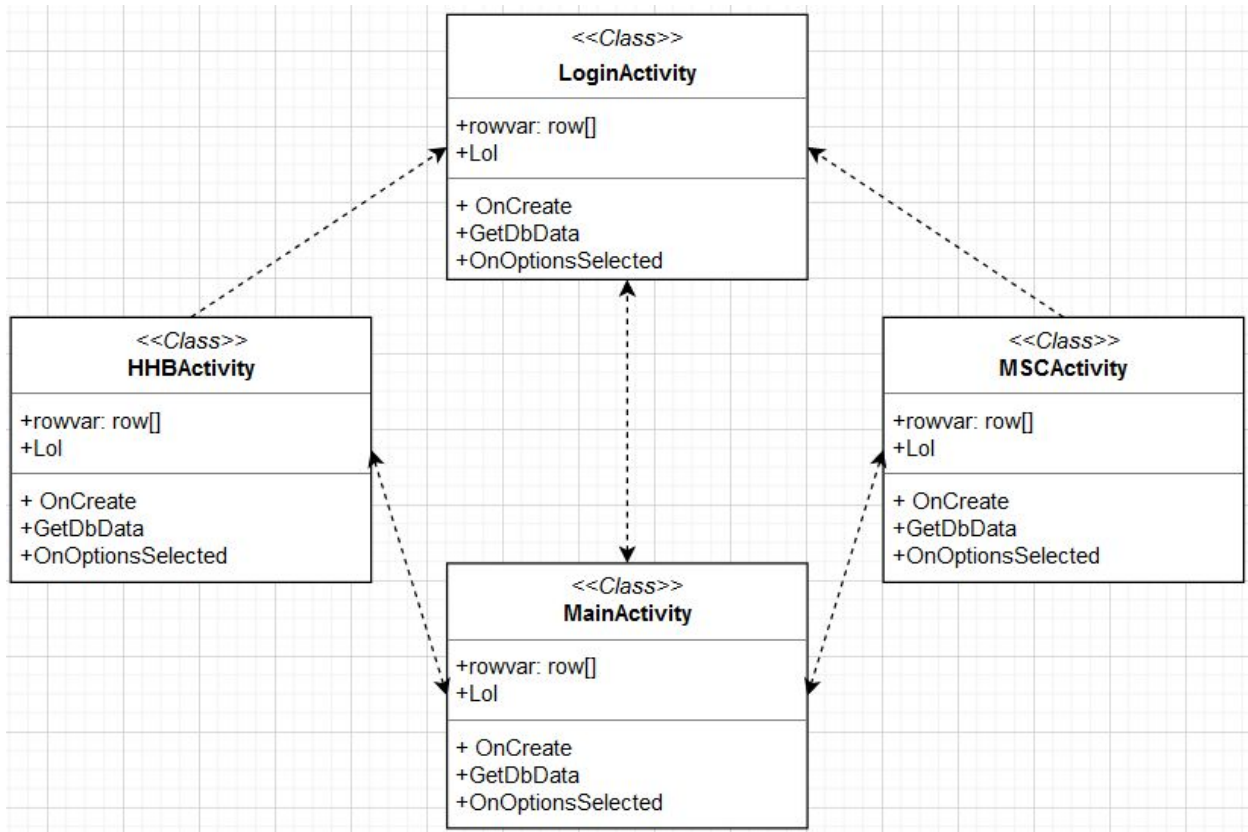 <<Class>>
LoginActivity
+rowvar: row[]
+Lol
+ OnCreate
+GetDbData
+OnOptionsSelected
<<Class>>
HHBActivity
+rowvar: row[]
+Lol
+ OnCreate
+GetDbData
+OnOptionsSelected
<<Class>>
MSCActivity
+rowvar: row[]
+Lol
+ OnCreate
+GetDbData
+OnOptionsSelected
<<Class>>
MainActivity
+rowvar: row[]
+Lol
+ OnCreate
+GetDbData
+OnOptionsSelected